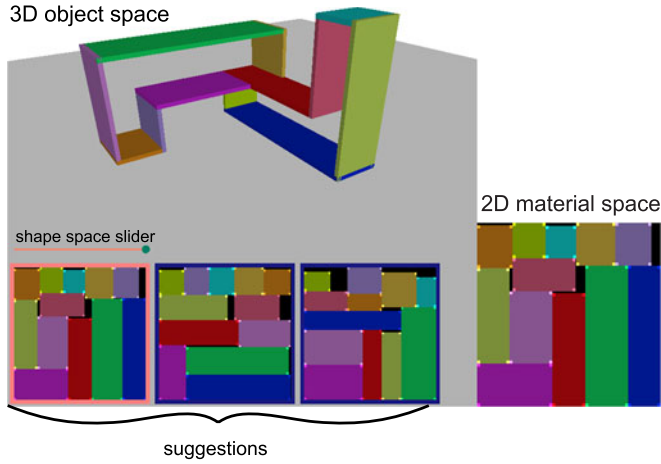 3D object space
2D material space
shape space slider
suggestions